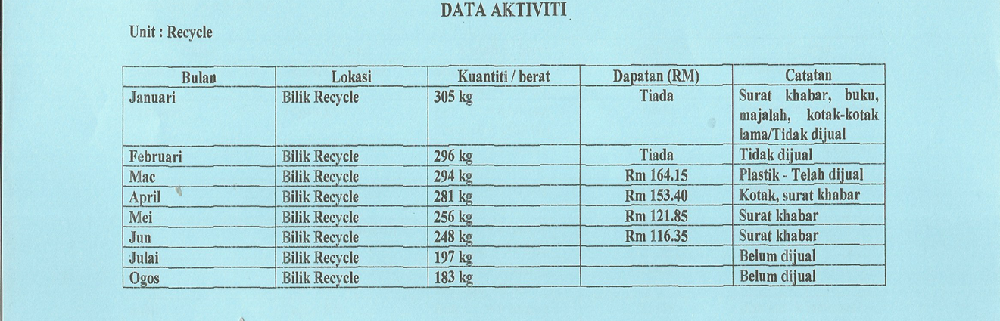 DATA AKTIVITI
Unit : Recycle
Bulan Lokasi Kuantiti / berat Dapatan (RM) Catatan
Januari Bilik Recycle 305 kg Tiada Surat khabar, buku,
majalah, kotak-kotak
lama/Tidak dijual
Februari Bilik Recycle 296 kg Tiada Tidak dijual
Mac Bilik Recycle 294 kg Rm 164.15 Plastik - Telah dijual
April Bilik Recycle 281 kg Rm 153.40 Kotak, surat khabar
Mei Bilik Recycle 256 kg Rm 121.85 Surat khabar
Jun Bilik Recycle 248 kg Rm 116.35 Surat khabar
Julai Bilik Recycle 197 kg Belum dijual
Ogos Bilik Recycle 183 kg Belum dijual